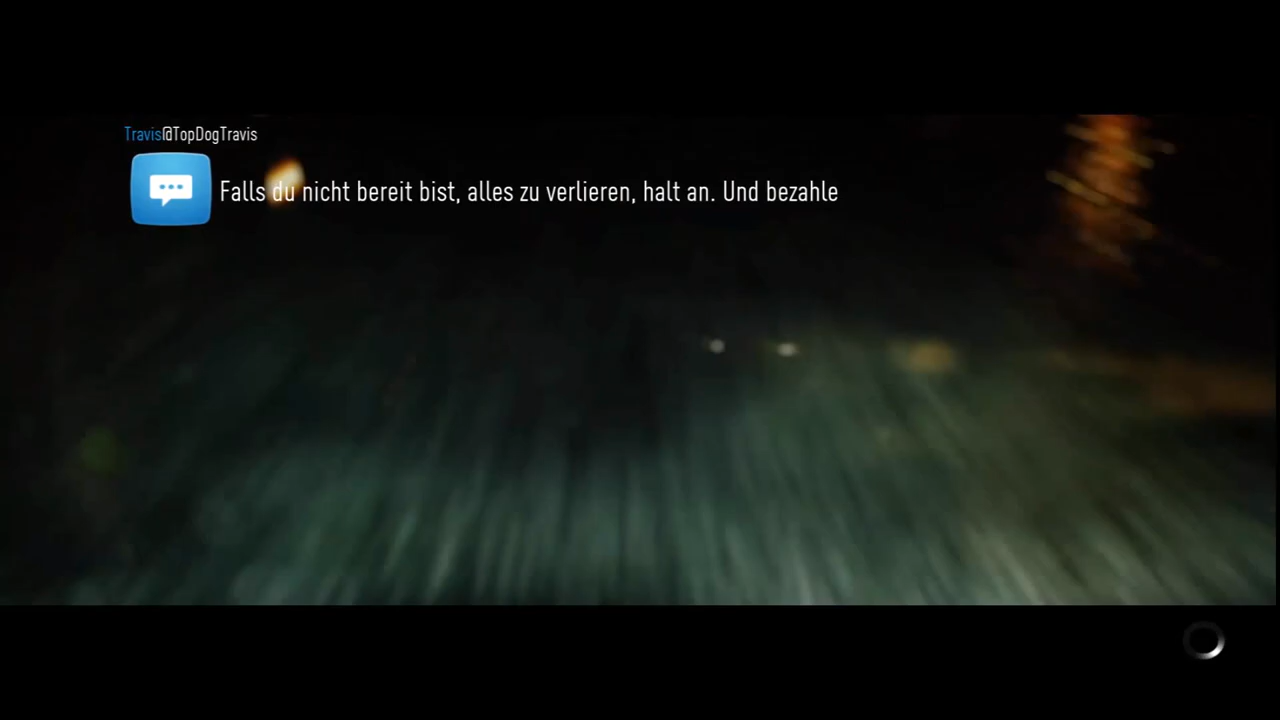 Travis@TopDogTravis
Falls du nicht bereit bist, alles zu verlieren, halt an. Und bezahle